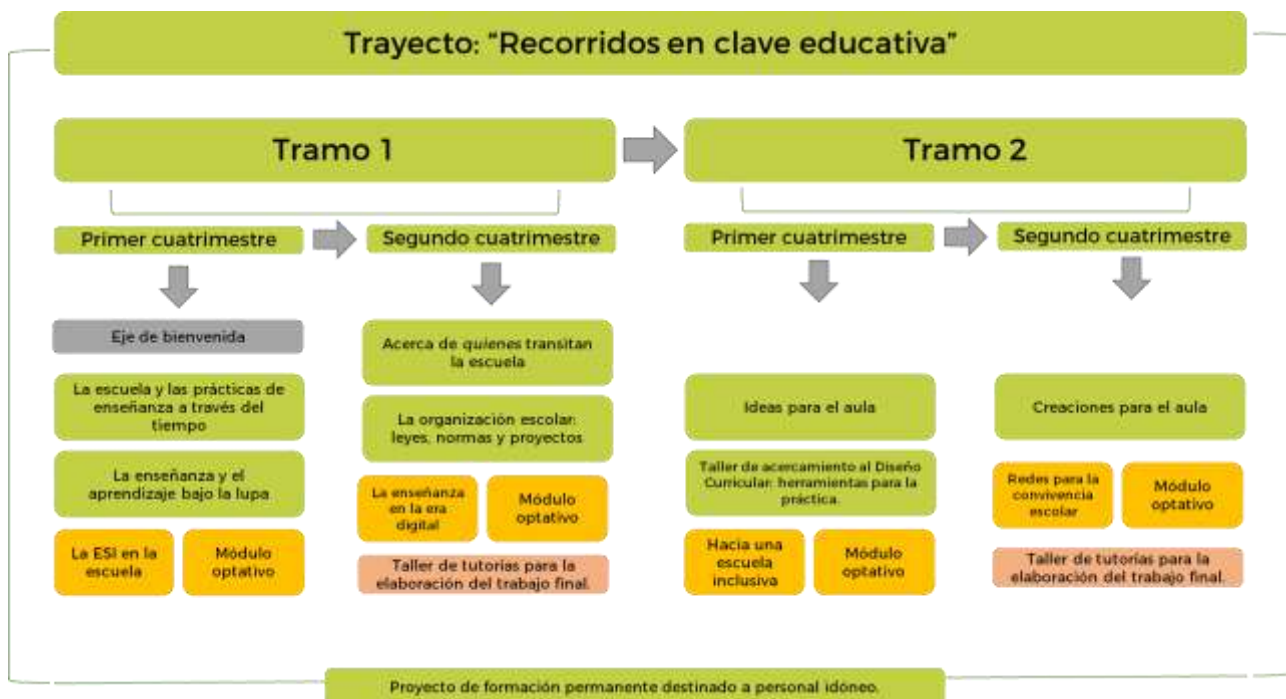 Trayecto: "Recorridos en clave educativa"
Tramo 1
Tramo 2
Primer cuatrimestre
Segundo cuatrimestre
Primer cuatrimestre
Segundo cuatrimestre
Eje de bienvenida
La escuela y las prácticas de
enseñanza a través del
tiempo
La enseñanza y el
aprendizaje bajo la lupa
La ESI en la
escuela
Módulo
optativo
Acerca de quienes transitan
la escuela
La organización escolar:
leyes, normas y proyectos
La enseñanza
en la era
digital
Módulo
optativo
Taller de tutorías para la
elaboración del trabajo final.
Ideas para el aula
Taller de acercamiento al Diseño
Curricular: herramientas para la
práctica.
Hacia una
escuela
inclusiva
Módulo
optativo
Creaciones para el aula
Redes para la
convivencia
escolar
Módulo
optativo
Taller de tutorías para la
elaboración del trabajo final.
Proyecto de formación permanente destinado a personal idóneo.